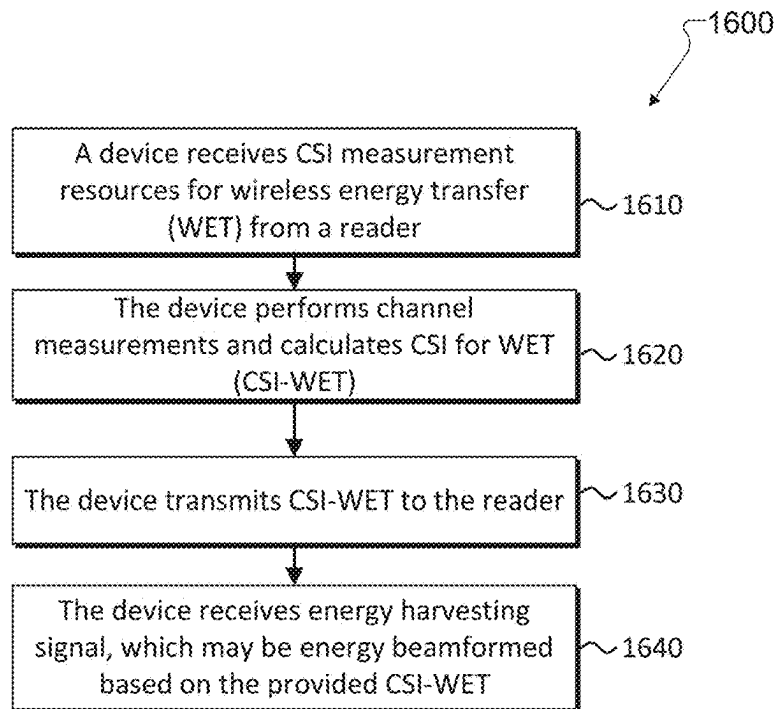 1600
A device receives CSI measurement
resources for wireless energy transfer
(WET) from a reader
1610
The device performs channel
measurements and calculates CSI for WET
(CSI-WET)
1620
The device transmits CSI-WET to the reader
1630
The device receives energy harvesting
signal, which may be energy beamformed
based on the provided CSI-WET
1640